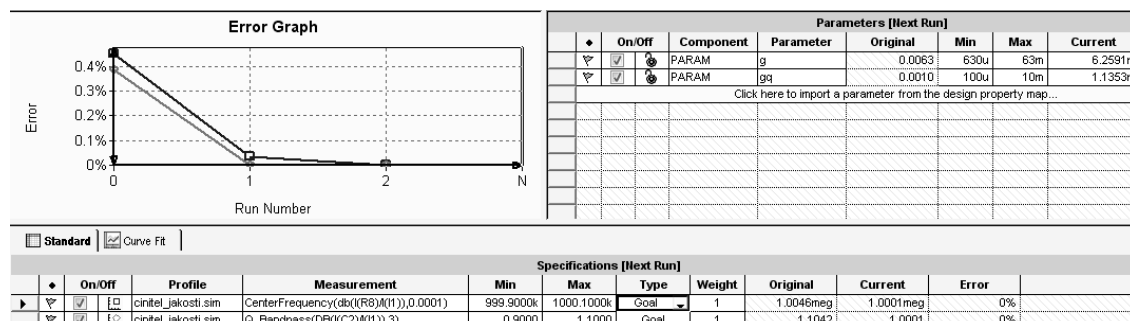 Error Graph
Error
0.4%
0.3%
0.2%
0.1%
0%
0 1 2 N
Run Number
Parameters [Next Run]
On/Off Component Parameter Original Min Max Current
PARAM g 0.0063 630u 63m 6.2591
PARAM gq 0.0010 100u 10m 1.1353
Click here to import a parameter from the design property map...
Standard Curve Fit
Specifications [Next Run]
On/Off Profile Measurement Min Max Type Weight Original Current Error
cinitel_jakosti.sim CenterFrequency(db(I(R8)/I(I1)),0.0001) 999.9000k 1000.1000k Goal 1 1.0046meg 1.0001meg 0%
cinitel_jakosti.sim Q_Bandpass(DB(I(C2)/I(I1)),3) 0.9000 1.1000 Goal 1 1.1042 1.0001 0%